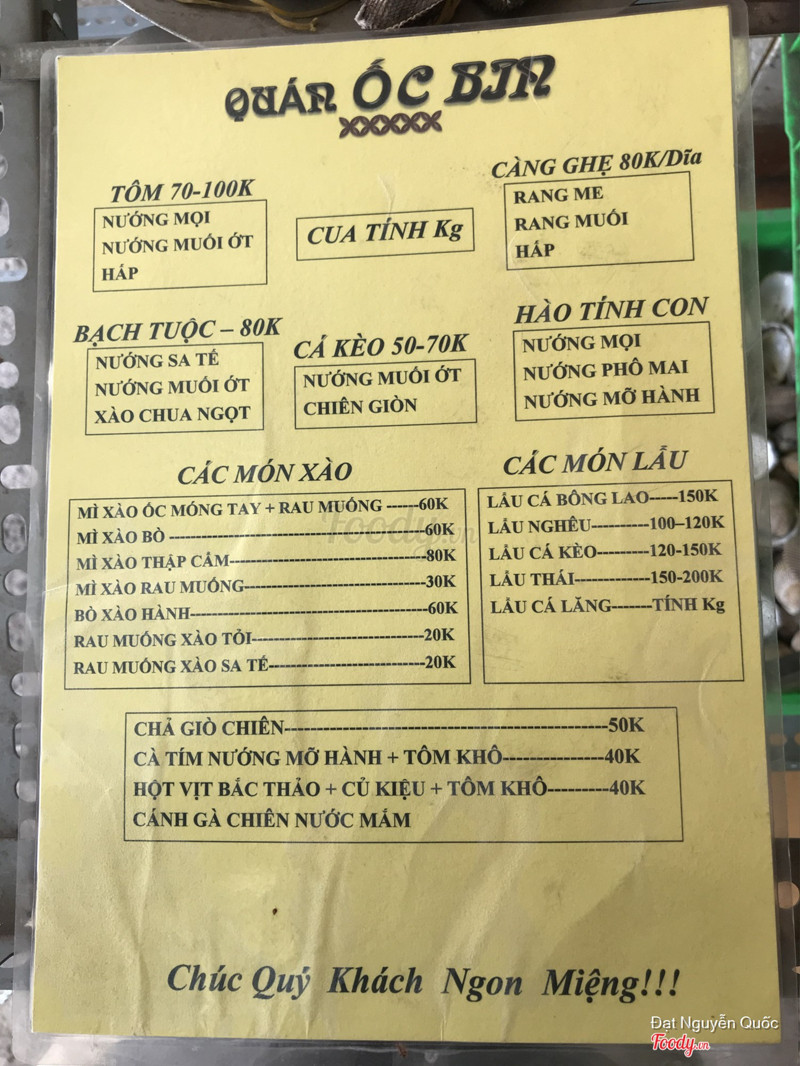 QUÁN ỐC BIN
XXXXX
TÔM 70-100K
NƯỚNG MỌI
NƯỚNG MUỐI ỚT
HẤP
CUA TÍNH Kg
CÀNG GHẸ 80K/Dĩa
RANG ME
RANG MUỐI
HẤP
BẠCH TUỘC – 80K
NƯỚNG SA TẾ
NƯỚNG MUỐI ỚT
XÀO CHUA NGỌT
CÁ KÈO 50-70K
NƯỚNG MUỐI ỚT
CHIÊN GIÒN
HÀO TÍNH CON
NƯỚNG MỌI
NƯỚNG PHÔ MAI
NƯỚNG MỠ HÀNH
CÁC MÓN XÀO
MÌ XÀO ỐC MÓNG TAY + RAU MUỐNG ------60K
MÌ XÀO BÒ ------------------------------------------60K
MÌ XÀO THẬP CẨM--------------------------------80K
MÌ XÀO RAU MUỐNG------------------------------30K
BÒ XÀO HÀNH---------------------------------------60K
RAU MUỐNG XÀO TỎI-----------------------------20K
RAU MUỐNG XÀO SA TẾ--------------------------20K
CÁC MÓN LẨU
LẨU CÁ BÔNG LAO-----150K
LẨU NGHÊU----------100–120K
LẨU CÁ KÈO---------120-150K
LẨU THÁI-------------150-200K
LẨU CÁ LĂNG-------TÍNH Kg
CHẢ GIÒ CHIÊN------------------------------------------------50K
CÀ TÍM NƯỚNG MỠ HÀNH + TÔM KHÔ---------------40K
HỘT VỊT BẮC THẢO + CỦ KIỆU + TÔM KHÔ---------40K
CÁNH GÀ CHIÊN NƯỚC MẮM
Chúc Quý Khách Ngon Miệng!!!
Foody.vn
Đạt Nguyễn Quốc
Foody.vn